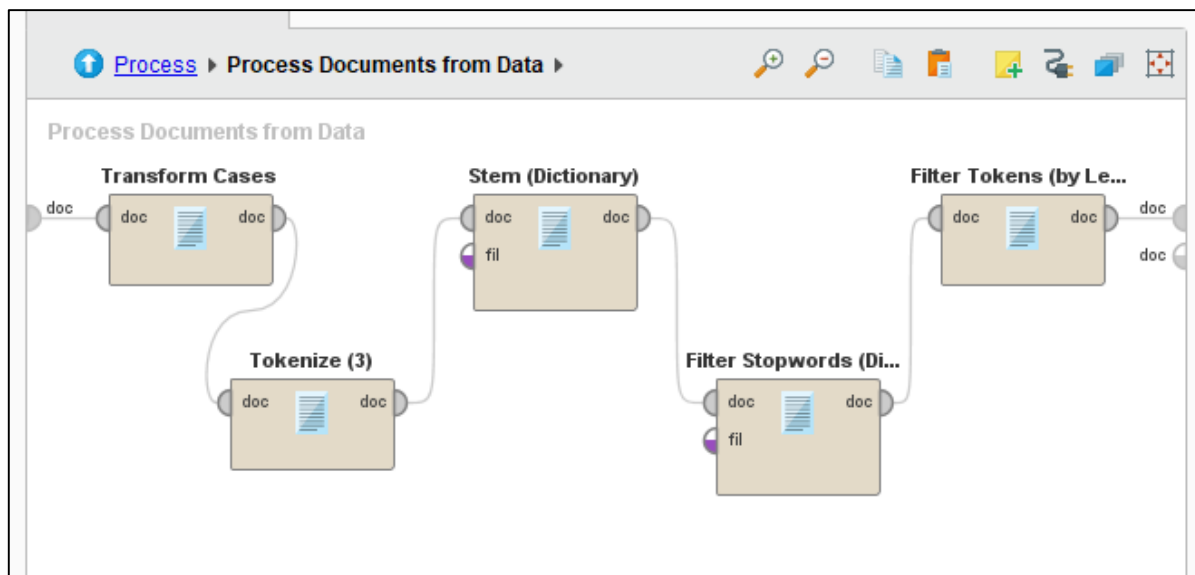 Process Process Documents from Data
Process Documents from Data
Transform Cases
Stem (Dictionary)
Filter Tokens (by Le...
doc
doc
doc
doc
doc
fil
doc
doc
doc
doc
Tokenize (3)
Filter Stopwords (Di...
doc
doc
doc
doc
fil